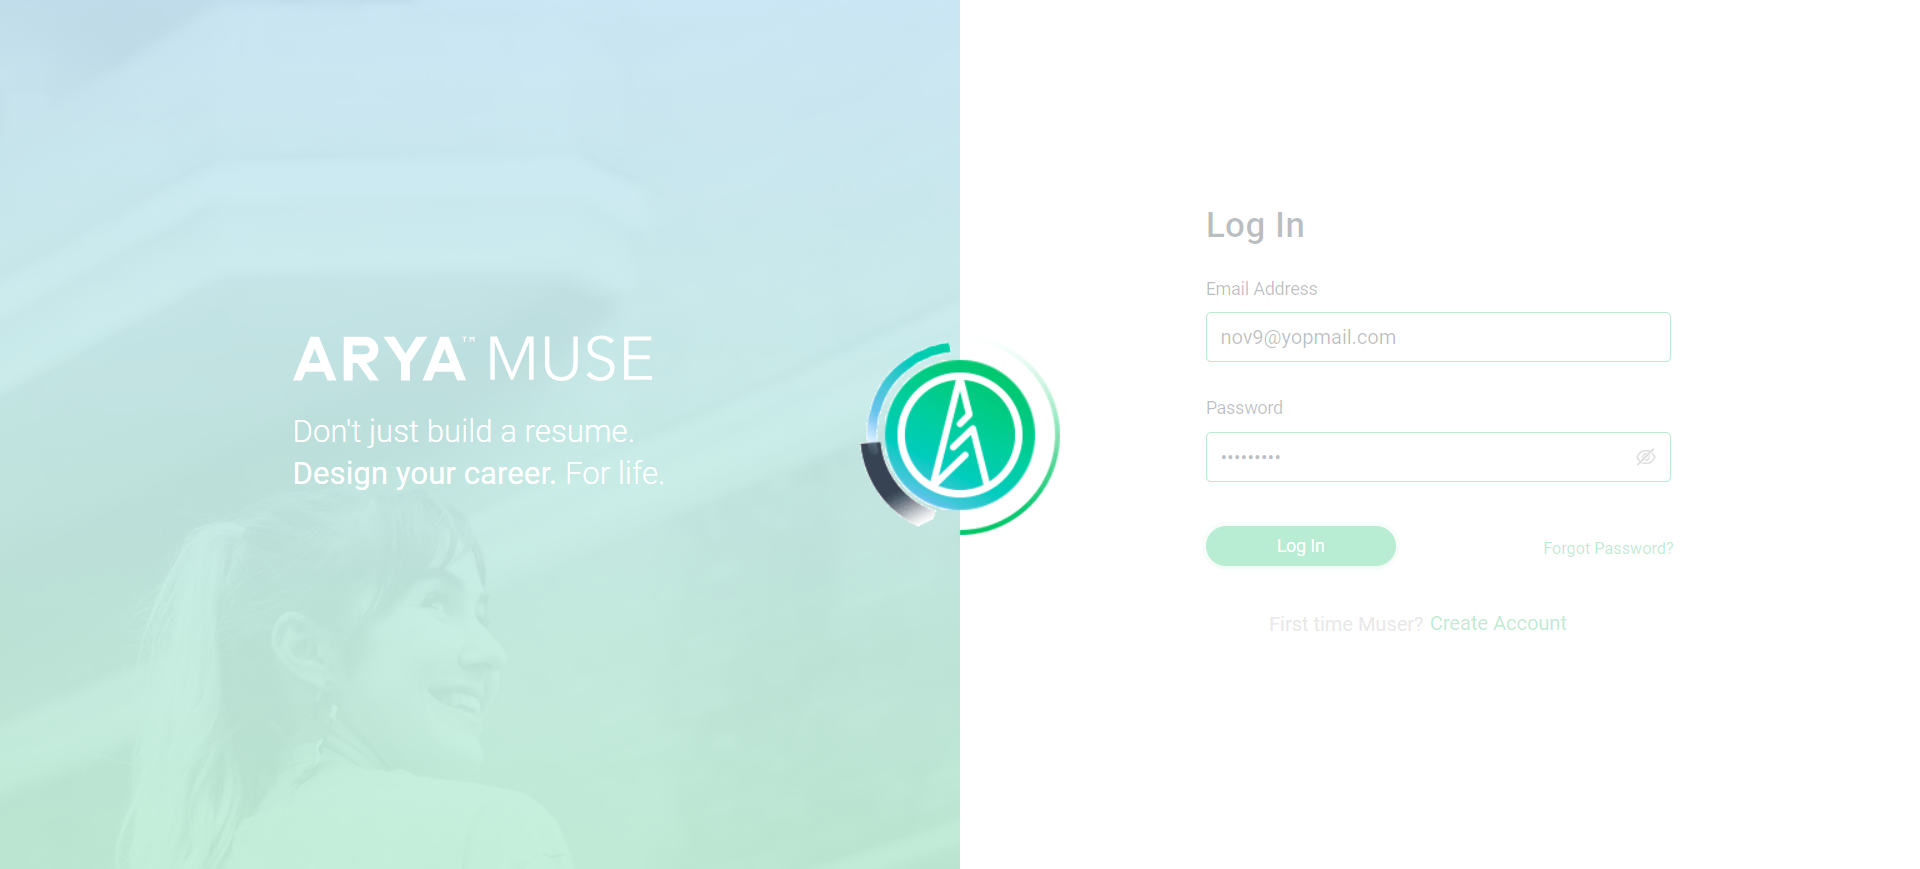 ARYA™ MUSE
Don't just build a resume.
Design your career. For life.
Log In
Email Address
nov9@yopmail.com
Password
•••••••••
Log In
Forgot Password?
First time Muser? Create Account